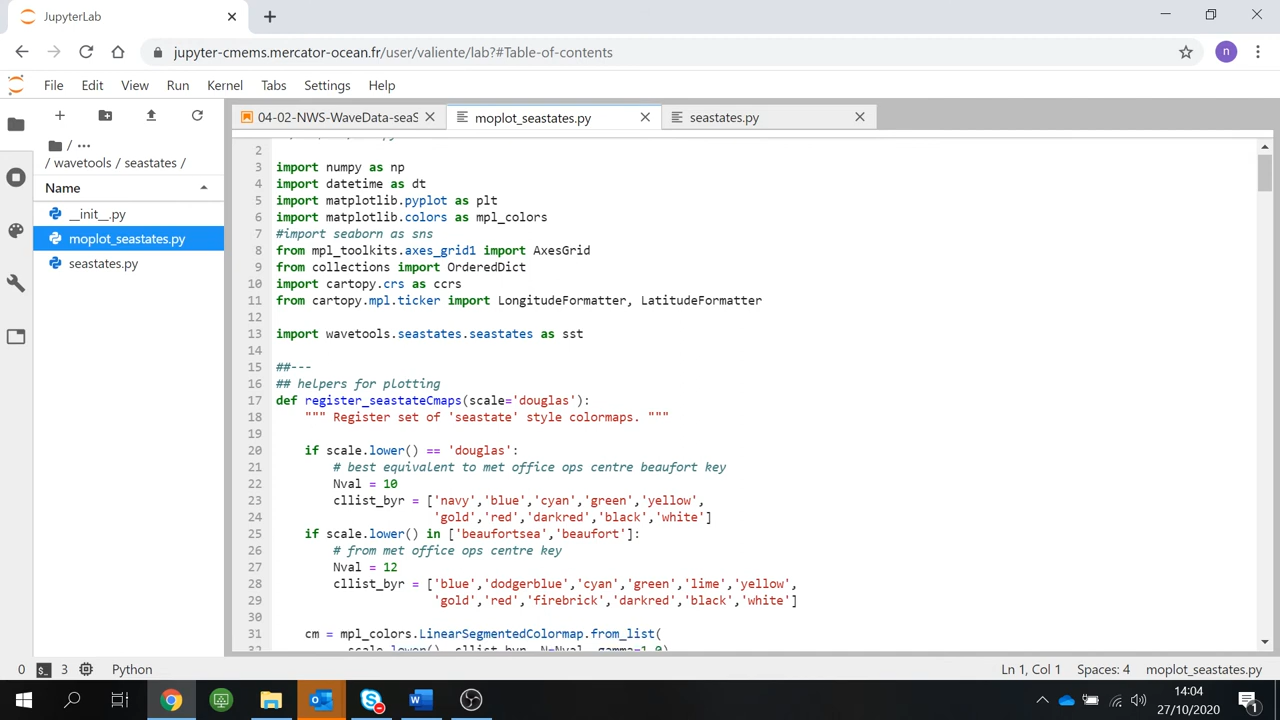 JupyterLab
jupyter-cmems.mercator-ocean.fr/user/valiente/lab?#Table-of-contents
n
File Edit View Run Kernel Tabs Settings Help
04-02-NWS-WaveData-seaS
moplot_seastates.py
seastates.py
/ ···
/ wavetools / seastates /
Name
__init__.py
moplot_seastates.py
seastates.py
2
3 import numpy as np
4 import datetime as dt
5 import matplotlib.pyplot as plt
6 import matplotlib.colors as mpl_colors
7 #import seaborn as sns
8 from mpl_toolkits.axes_grid1 import AxesGrid
9 from collections import OrderedDict
10 import cartopy.crs as ccrs
11 from cartopy.mpl.ticker import LongitudeFormatter, LatitudeFormatter
12
13 import wavetools.seastates.seastates as sst
14
15 ##---
16 ## helpers for plotting
17 def register_seastateCmaps(scale='douglas'):
18 """ Register set of 'seastate' style colormaps. """
19
20 if scale.lower() == 'douglas':
21 # best equivalent to met office ops centre beaufort key
22 Nval = 10
23 cllist_byr = ['navy','blue','cyan','green','yellow',
24 'gold','red','darkred','black','white']
25 if scale.lower() in ['beaufortsea','beaufort']:
26 # from met office ops centre key
27 Nval = 12
28 cllist_byr = ['blue','dodgerblue','cyan','green','lime','yellow',
29 'gold','red','firebrick','darkred','black','white']
30
31 cm = mpl_colors.LinearSegmentedColormap.from_list(
32 scale.lower(), cllist_byr, N=Nval, gamma=1.0)
0 3 Python
Ln 1, Col 1 Spaces: 4 moplot_seastates.py
14:04
27/10/2020
1